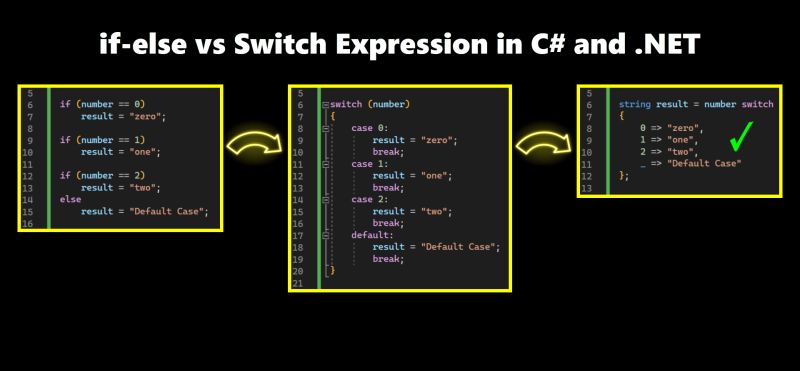 if-else vs Switch Expression in C# and .NET
5
6 if (number == 0)
7 result = "zero";
8
9 if (number == 1)
10 result = "one";
11
12 if (number == 2)
13 result = "two";
14 else
15 result = "Default Case";
16
5
6 switch (number)
7 {
8 case 0:
9 result = "zero";
10 break;
11 case 1:
12 result = "one";
13 break;
14 case 2:
15 result = "two";
16 break;
17 default:
18 result = "Default Case";
19 break;
20 }
21
5
6 string result = number switch
7 {
8 0 => "zero",
9 1 => "one",
10 2 => "two",
11 _ => "Default Case"
12 };
13